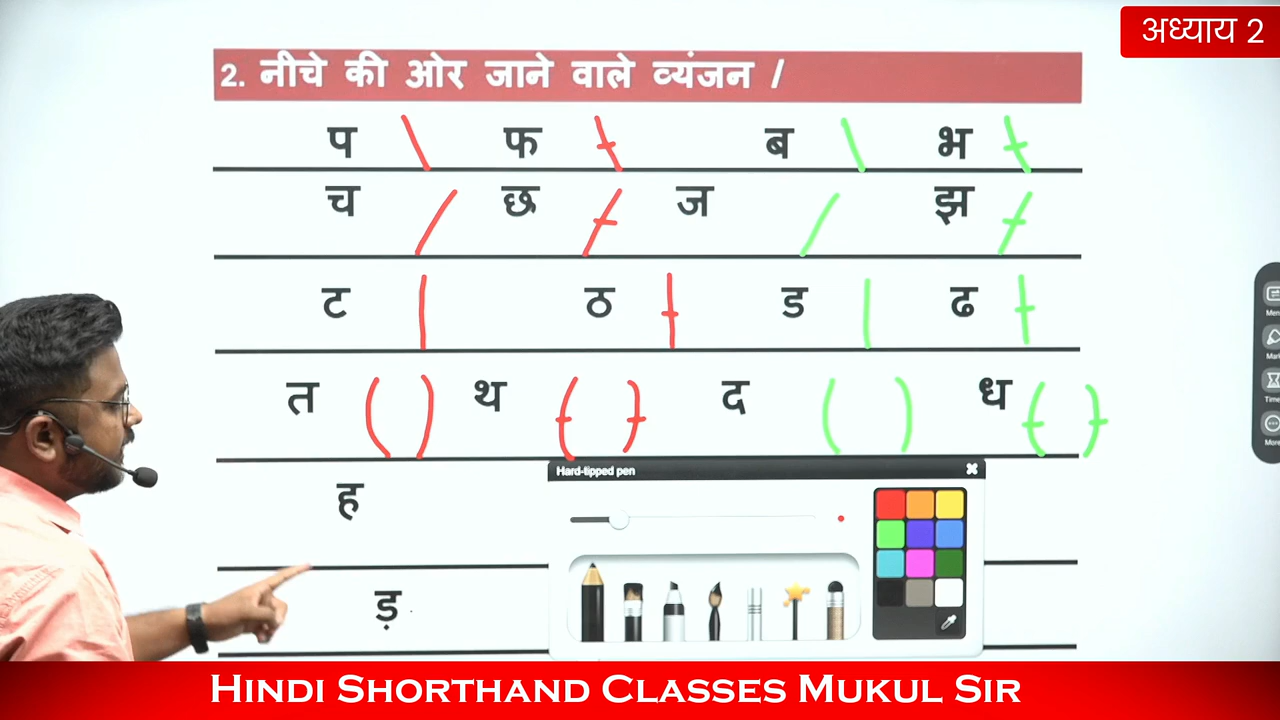 अध्याय 2
2. नीचे की ओर जाने वाले व्यंजन /
प फ ब भ
च छ ज झ
ट ठ ड ढ
त थ द ध
Hard-tipped pen
ह
ड़
Hindi Shorthand Classes Mukul Sir